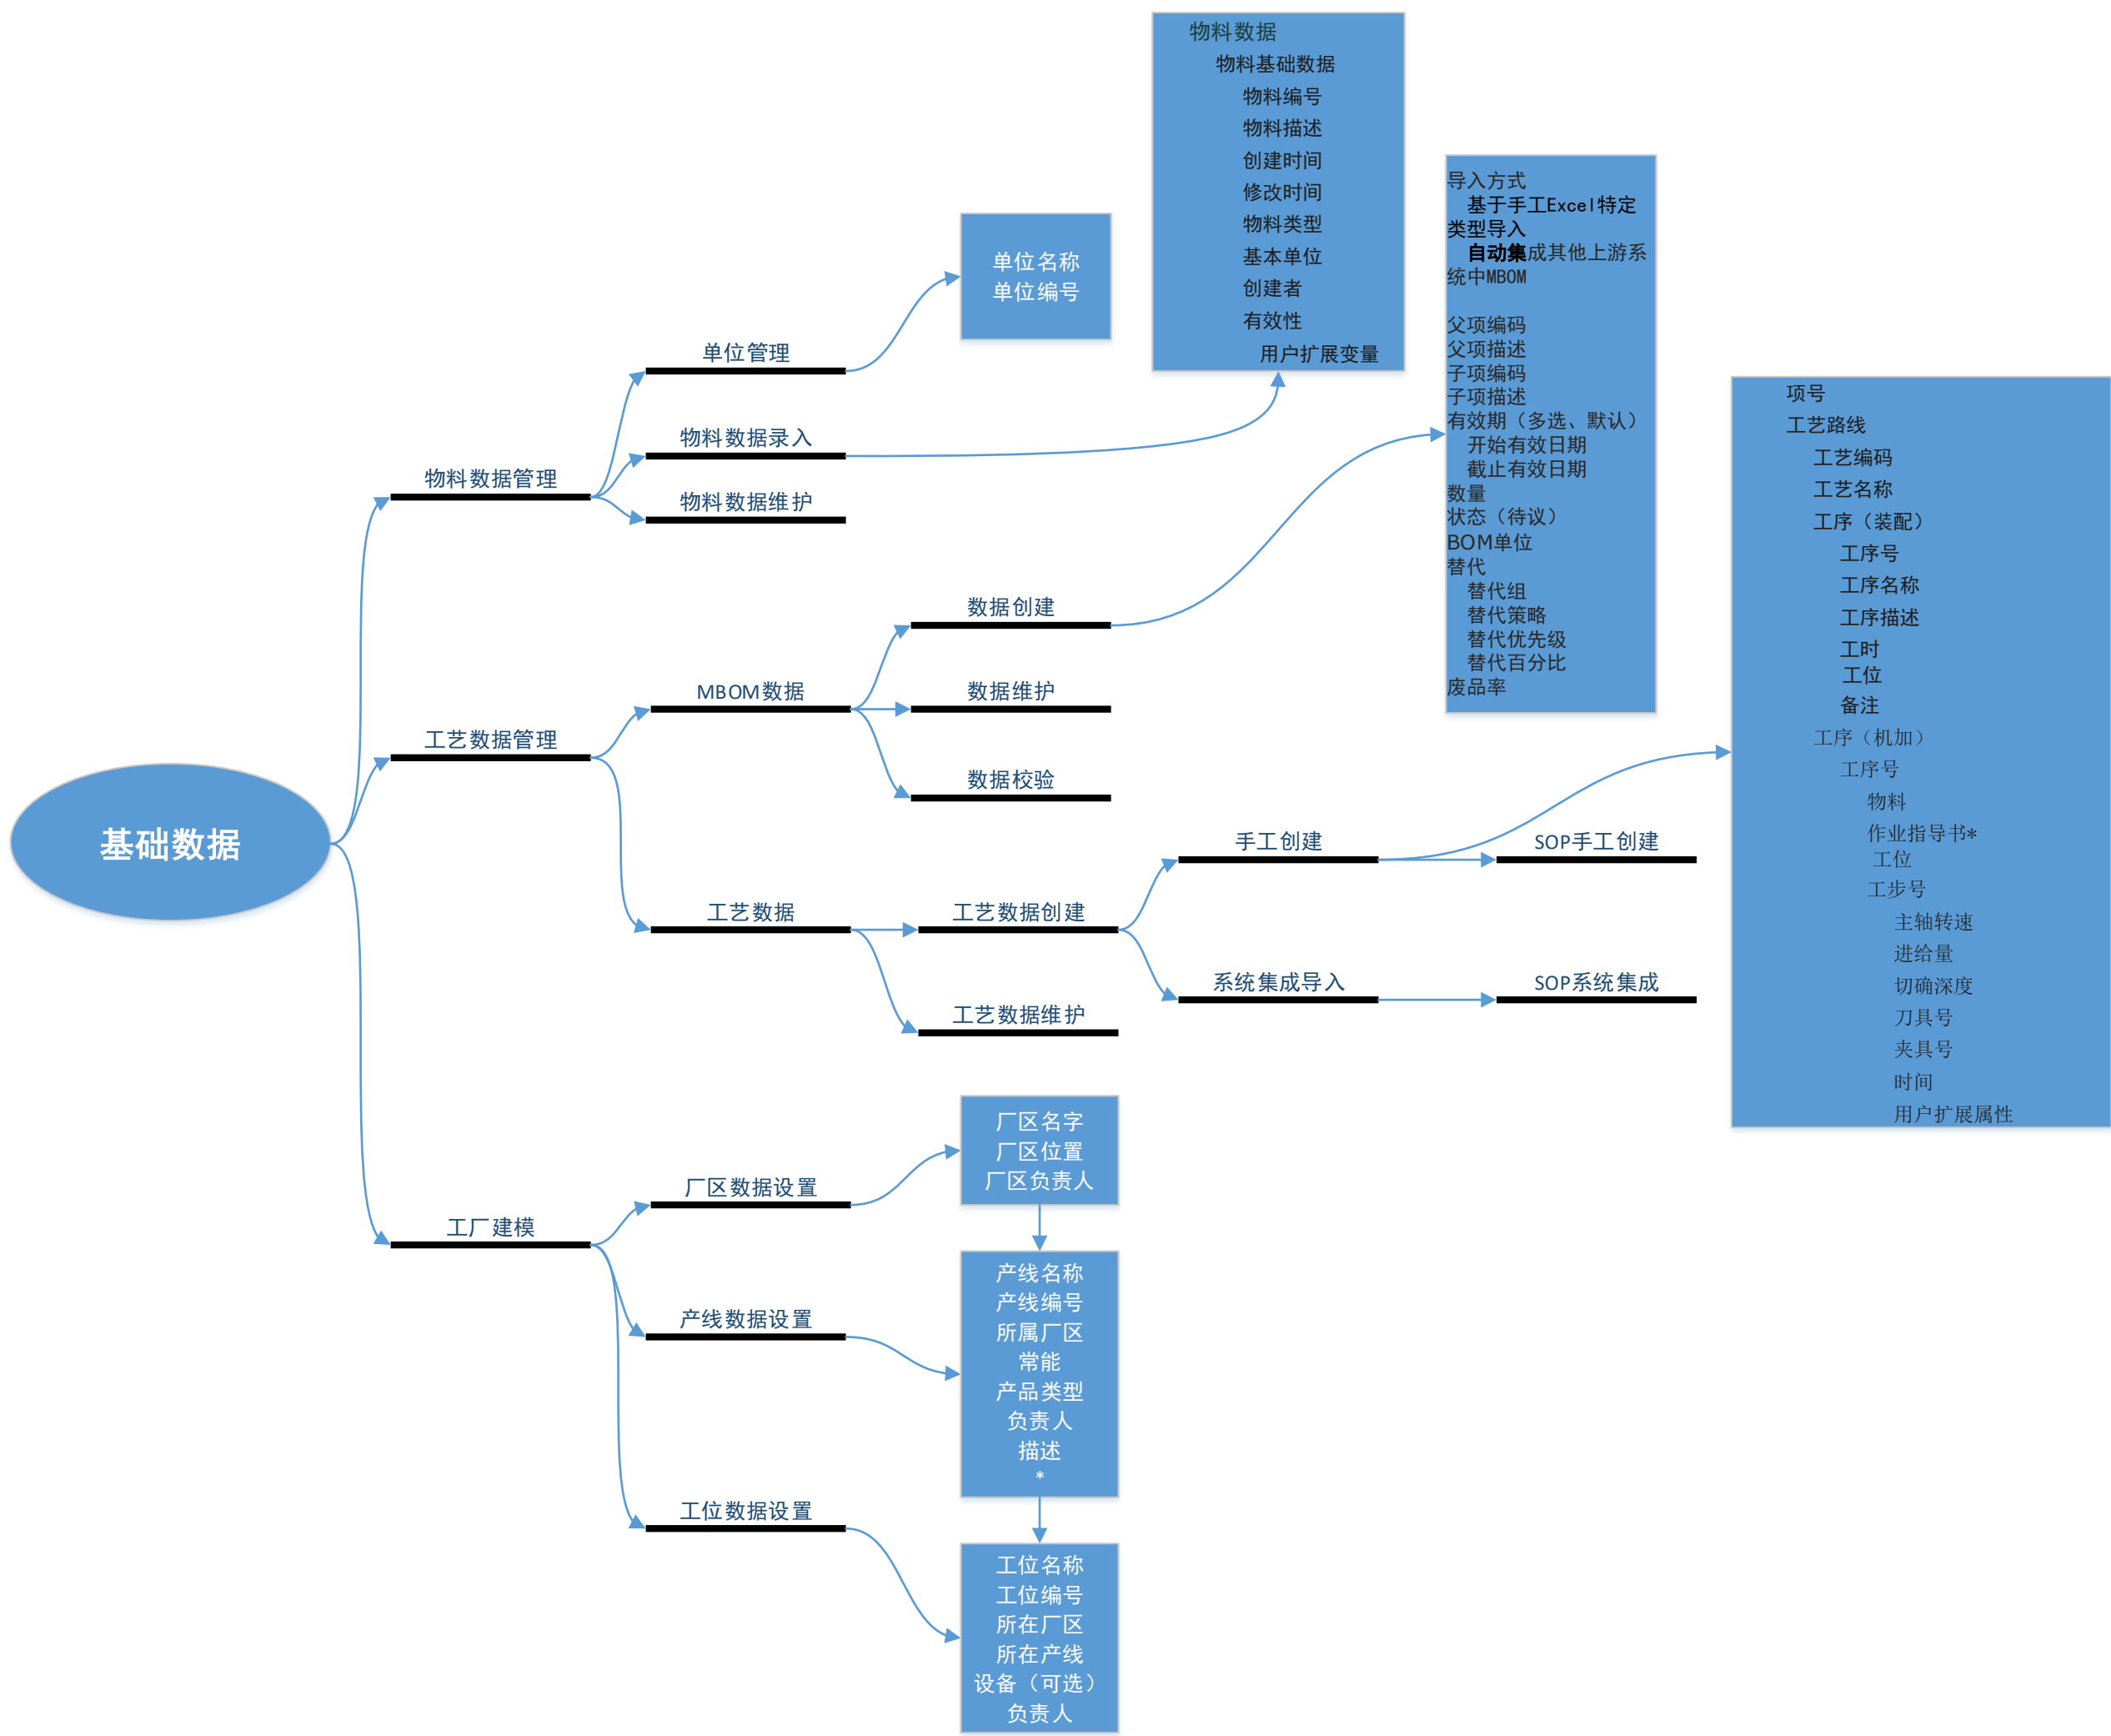 基础数据
物料数据管理
单位管理
单位名称
单位编号
物料数据录入
物料数据
物料基础数据
物料编号
物料描述
创建时间
修改时间
物料类型
基本单位
创建者
有效性
用户扩展变量
物料数据维护
工艺数据管理
MBOM数据
数据创建
导入方式
基于手工Excel特定
类型导入
自动集成其他上游系
统中MBOM
父项编码
父项描述
子项编码
子项描述
有效期（多选、默认）
开始有效日期
截止有效日期
数量
状态（待议）
BOM单位
替代
替代组
替代策略
替代优先级
替代百分比
废品率
数据维护
数据校验
工艺数据
工艺数据创建
手工创建
SOP手工创建
项号
工艺路线
工艺编码
工艺名称
工序（装配）
工序号
工序名称
工序描述
工时
工位
备注
工序（机加）
工序号
物料
作业指导书*
工位
工步号
主轴转速
进给量
切确深度
刀具号
夹具号
时间
用户扩展属性
系统集成导入
SOP系统集成
工艺数据维护
工厂建模
厂区数据设置
厂区名字
厂区位置
厂区负责人
产线数据设置
产线名称
产线编号
所属厂区
常能
产品类型
负责人
描述
*
工位数据设置
工位名称
工位编号
所在厂区
所在产线
设备（可选）
负责人